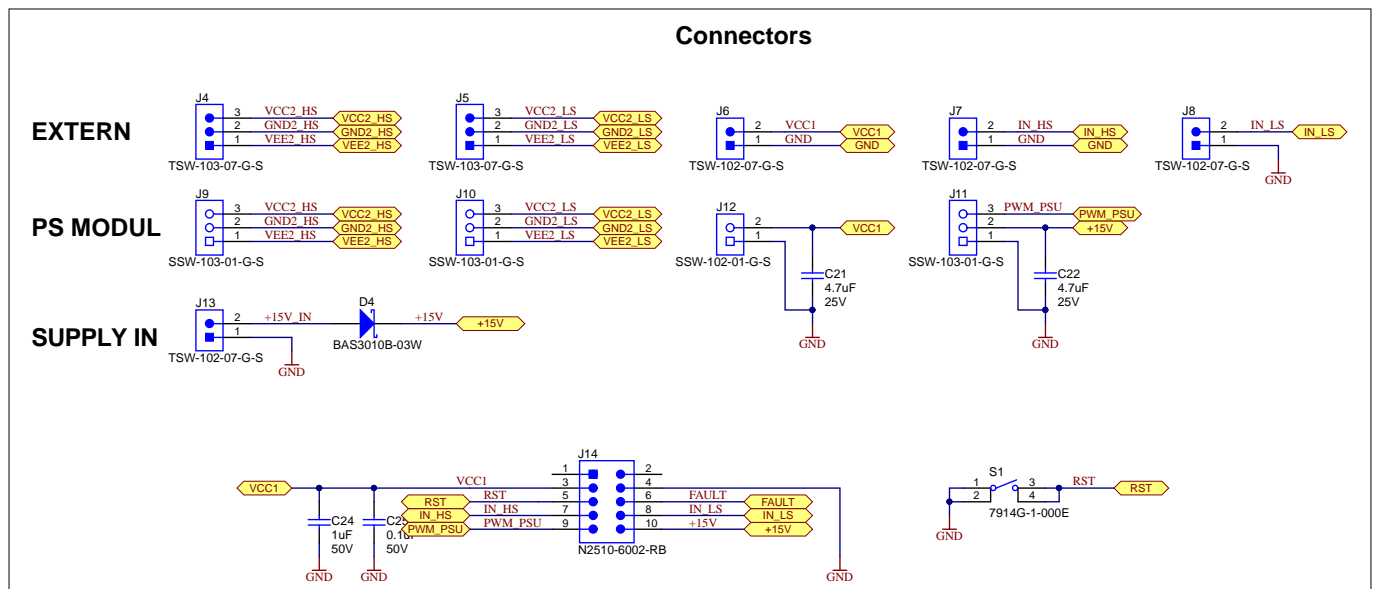 Connectors
EXTERN
J4
3 VCC2_HS VCC2_HS
2 GND2_HS GND2_HS
1 VEE2_HS VEE2_HS
TSW-103-07-G-S
J5
3 VCC2_LS VCC2_LS
2 GND2_LS GND2_LS
1 VEE2_LS VEE2_LS
TSW-103-07-G-S
J6
2 VCC1 VCC1
1 GND GND
TSW-102-07-G-S
J7
2 IN_HS IN_HS
1 GND GND
TSW-102-07-G-S
J8
2 IN_LS IN_LS
1
TSW-102-07-G-S
GND
PS MODUL
J9
3 VCC2_HS VCC2_HS
2 GND2_HS GND2_HS
1 VEE2_HS VEE2_HS
SSW-103-01-G-S
J10
3 VCC2_LS VCC2_LS
2 GND2_LS GND2_LS
1 VEE2_LS VEE2_LS
SSW-103-01-G-S
J12
2 VCC1
1
SSW-102-01-G-S
C21
4.7uF
25V
GND
J11
3 PWM_PSU PWM_PSU
2 +15V
1
SSW-103-01-G-S
C22
4.7uF
25V
GND
SUPPLY IN
J13
2 +15V_IN
1
TSW-102-07-G-S
GND
D4
+15V +15V
BAS3010B-03W
J14
1 2
VCC1 VCC1 3 4
RST RST 5 6 FAULT FAULT
IN_HS IN_HS 7 8 IN_LS IN_LS
PWM_PSU PWM_PSU 9 10 +15V +15V
N2510-6002-RB
C24
1uF
50V
GND
C25
0.1uF
50V
GND
GND
S1
1 3 RST RST
2 4
7914G-1-000E
GND